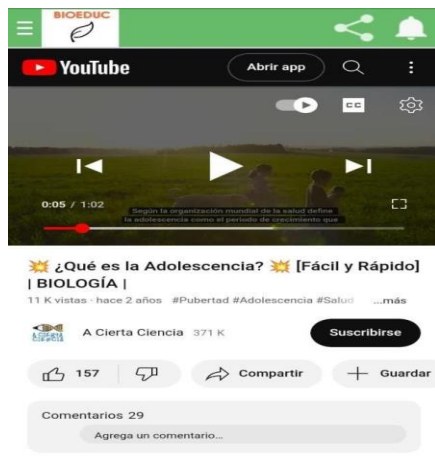 BIOEDUC
YouTube
Abrir app
CC
0:05 / 1:02
Según la organización mundial de la salud define
la adolescencia como el periodo de crecimiento que
💥 ¿Qué es la Adolescencia? 💥 [Fácil y Rápido]
| BIOLOGÍA |
11 K vistas · hace 2 años #Pubertad #Adolescencia #Salud ...más
A Cierta Ciencia 371 K
Suscribirse
157
Compartir
Guardar
Comentarios 29
Agrega un comentario...